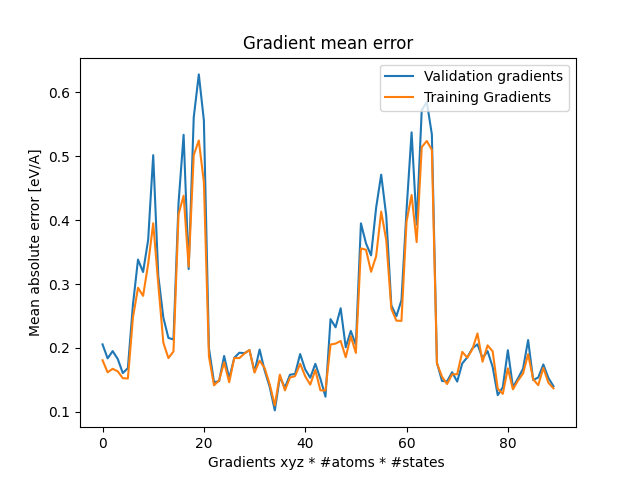 Gradient mean error
Validation gradients
Training Gradients
Mean absolute error [eV/A]
0.6
0.5
0.4
0.3
0.2
0.1
0 20 40 60 80
Gradients xyz * #atoms * #states